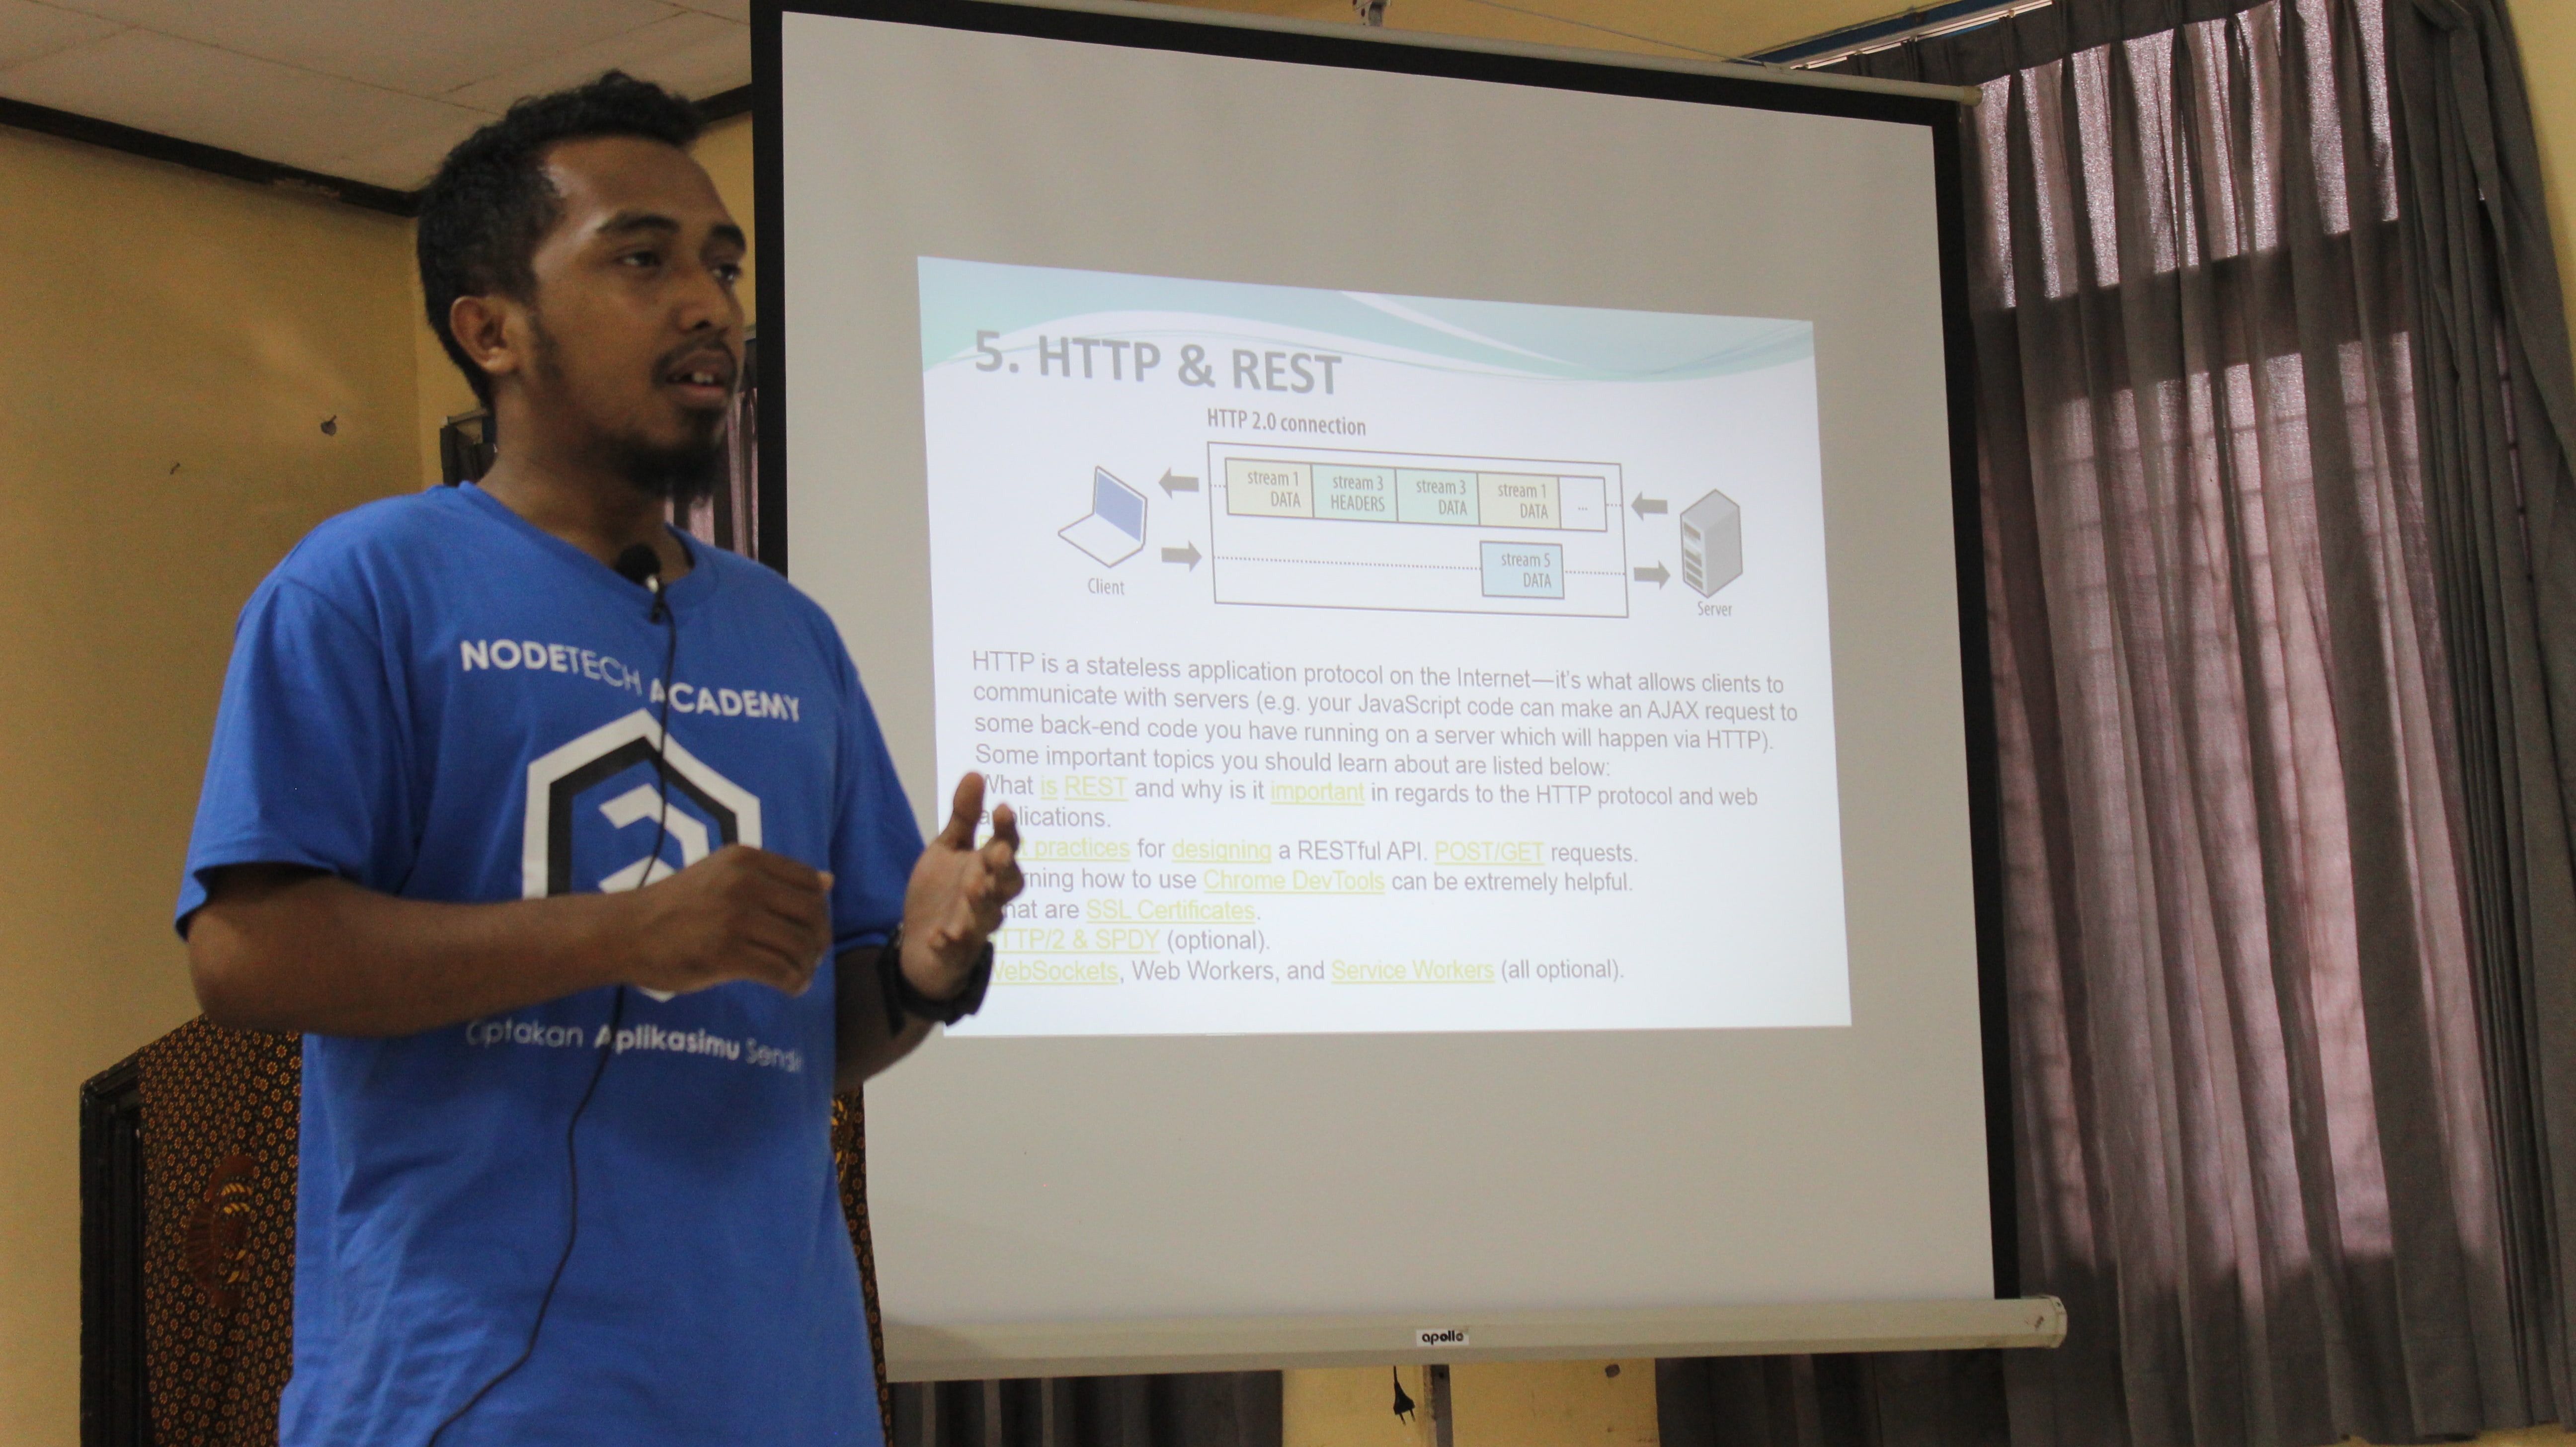 5. HTTP & REST
HTTP 2.0 connection
stream 1 DATA
stream 3 HEADERS
stream 3 DATA
stream 1 DATA
...
stream 5 DATA
Client
Server
HTTP is a stateless application protocol on the Internet—it's what allows clients to
communicate with servers (e.g. your JavaScript code can make an AJAX request to
some back-end code you have running on a server which will happen via HTTP).
Some important topics you should learn about are listed below:
What is REST and why is it important in regards to the HTTP protocol and web
applications.
practices for designing a RESTful API. POST/GET requests.
how to use Chrome DevTools can be extremely helpful.
What are SSL Certificates.
HTTP/2 & SPDY (optional).
WebSockets, Web Workers, and Service Workers (all optional).
NODETECH ACADEMY
Ciptakan Aplikasimu
apollo